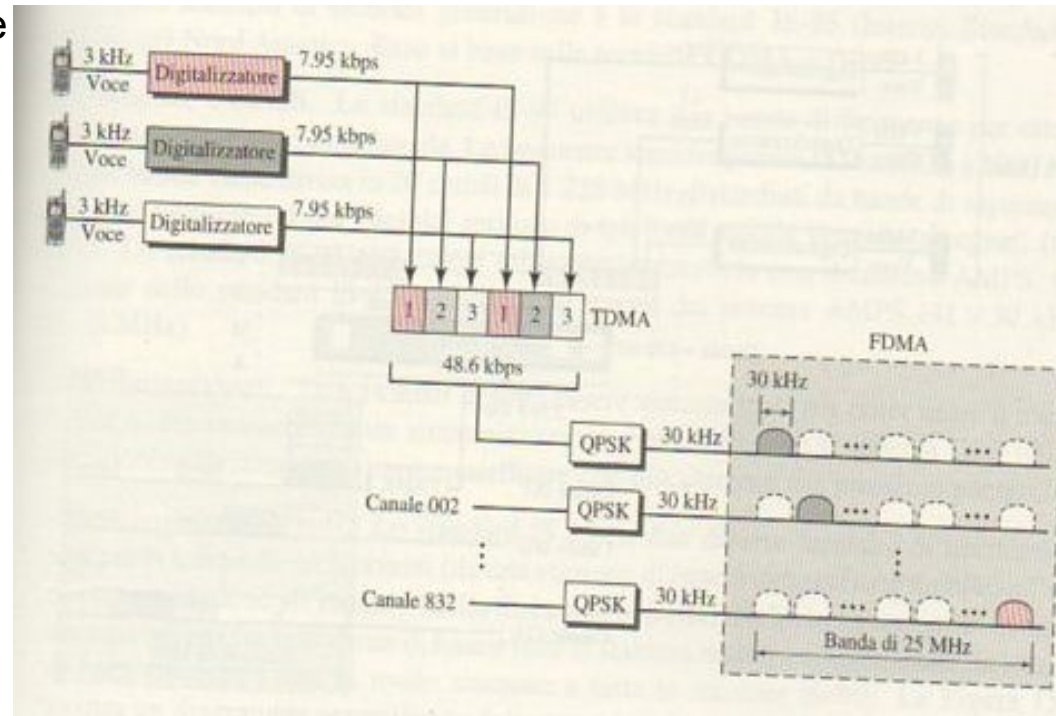 e
3 kHz
Voce
Digitalizzatore
7.95 kbps
3 kHz
Voce
Digitalizzatore
7.95 kbps
3 kHz
Voce
Digitalizzatore
7.95 kbps
1 2 3 1 2 3 TDMA
48.6 kbps
FDMA
30 kHz
QPSK 30 kHz
Canale 002 QPSK 30 kHz
Canale 832 QPSK 30 kHz
Banda di 25 MHz